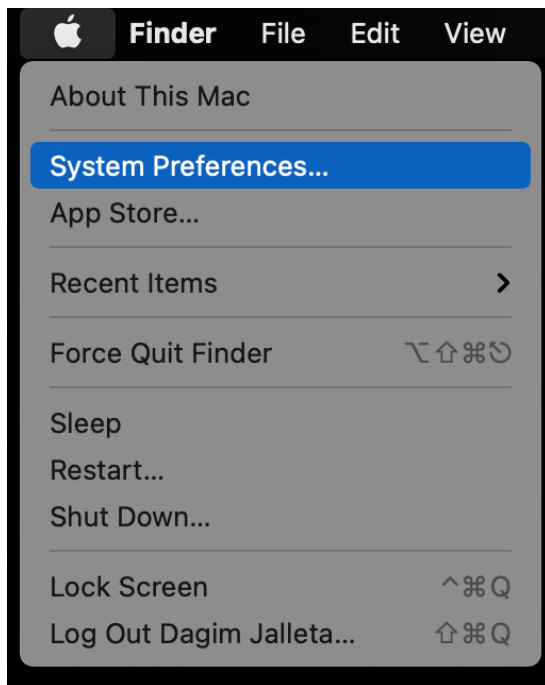 Finder File Edit View
About This Mac
System Preferences...
App Store...
Recent Items
Force Quit Finder ⌥⇧⌘⎋
Sleep
Restart...
Shut Down...
Lock Screen ^⌘Q
Log Out Dagim Jalleta... ⇧⌘Q